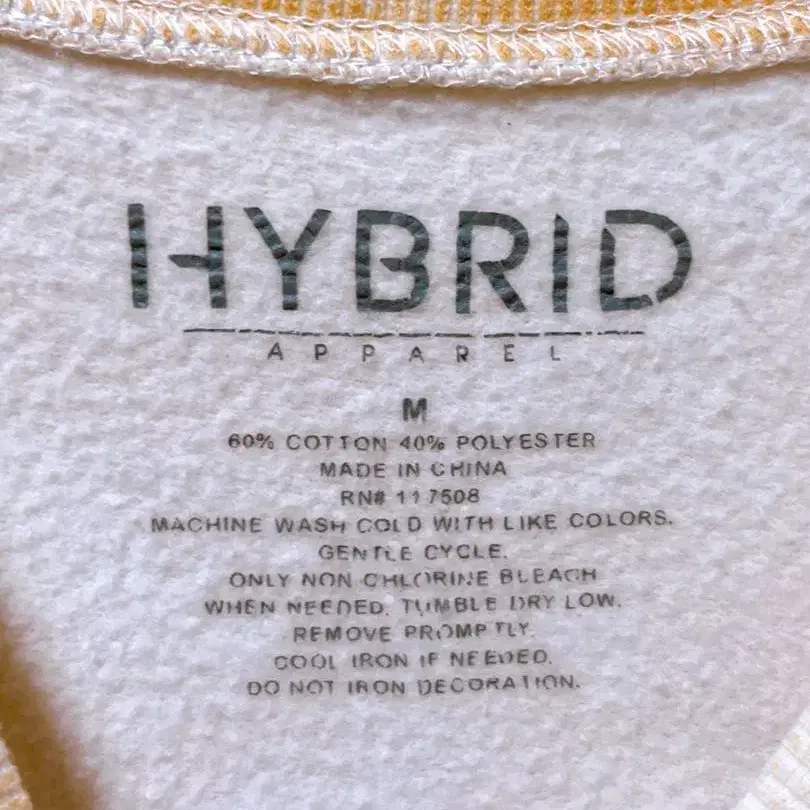 HYBRID
APPAREL
M
60% COTTON 40% POLYESTER
MADE IN CHINA
RN# 117508
MACHINE WASH COLD WITH LIKE COLORS.
GENTLE CYCLE.
ONLY NON CHLORINE BLEACH
WHEN NEEDED. TUMBLE DRY LOW.
REMOVE PROMPTLY.
COOL IRON IF NEEDED.
DO NOT IRON DECORATION.